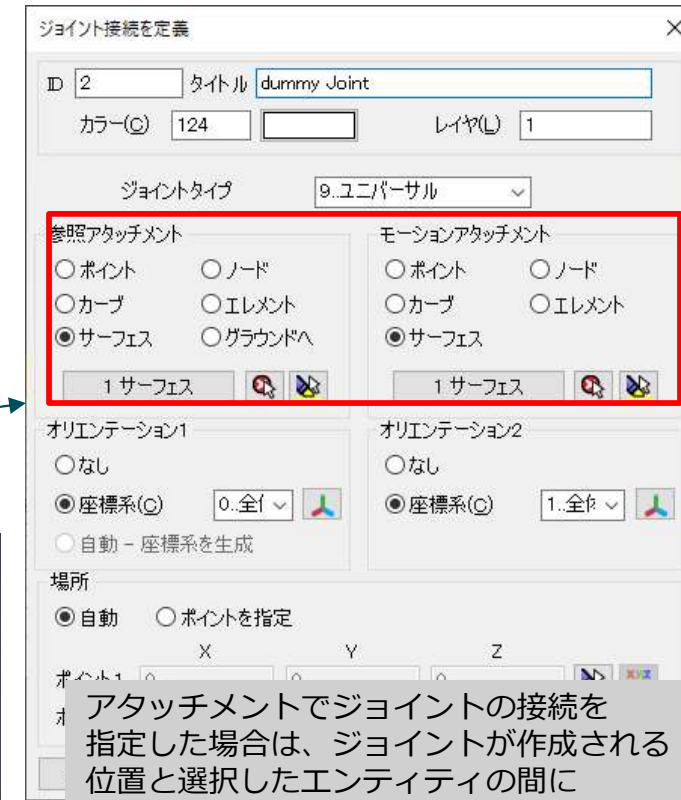 ジョイント接続を定義
ID 2 タイトル dummy Joint
カラー(C) 124 レイヤ(L) 1
ジョイントタイプ 9..ユニバーサル
参照アタッチメント モーションアタッチメント
ポイント ノード ポイント ノード
カーブ エレメント カーブ エレメント
サーフェス グラウンドへ サーフェス
1 サーフェス 1 サーフェス
オリエンテーション1 オリエンテーション2
なし なし
座標系(C) 0..全 座標系(C) 1..全
自動 - 座標系を生成
場所
自動 ポイントを指定
X Y Z
アタッチメントでジョイントの接続を
指定した場合は、ジョイントが作成される
位置と選択したエンティティの間に